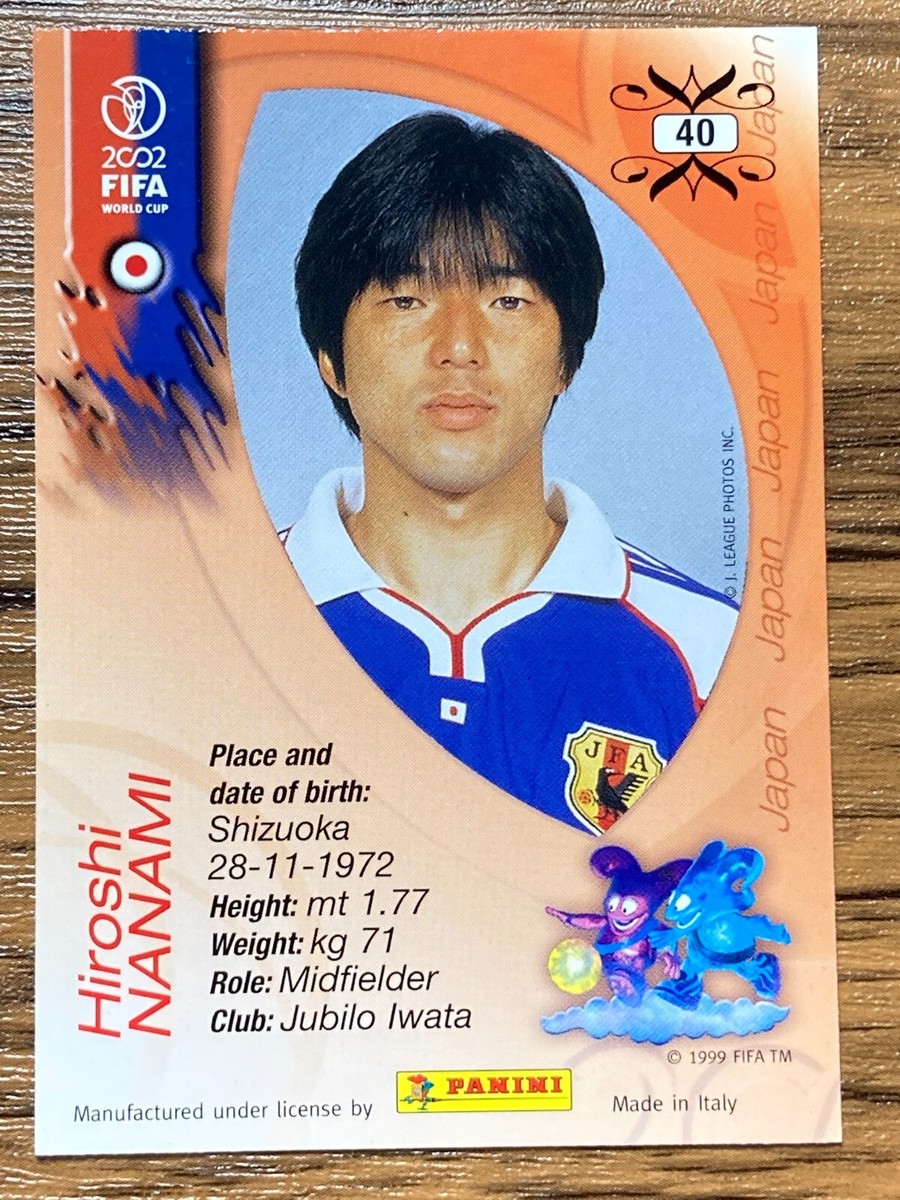 2002
FIFA
WORLD CUP
40
Japan
Japan
Japan
Japan
Japan
© J. LEAGUE PHOTOS INC.
JFA
Hiroshi
NANAMI
Place and
date of birth:
Shizuoka
28-11-1972
Height: mt 1.77
Weight: kg 71
Role: Midfielder
Club: Jubilo Iwata
© 1999 FIFA TM
Manufactured under license by
PANINI
Made in Italy